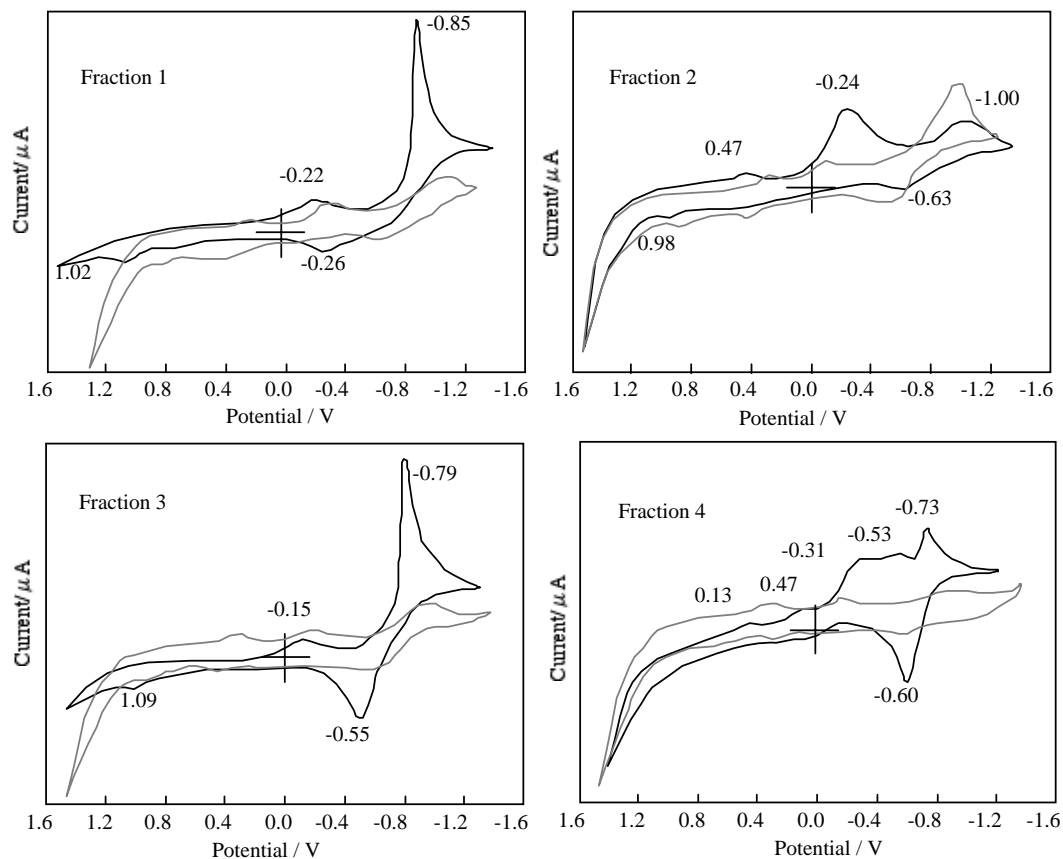 Fraction 1
-0.85
-0.22
-0.26
1.02
Current/μA
1.6 1.2 0.8 0.4 0.0 -0.4 -0.8 -1.2 -1.6
Potential / V
Fraction 2
-0.24
-1.00
0.47
-0.63
0.98
Current/μA
1.6 1.2 0.8 0.4 0.0 -0.4 -0.8 -1.2 -1.6
Potential / V
Fraction 3
-0.79
-0.15
1.09
-0.55
Current/μA
1.6 1.2 0.8 0.4 0.0 -0.4 -0.8 -1.2 -1.6
Potential / V
Fraction 4
-0.73
-0.53
-0.31
0.13
0.47
-0.60
Current/μA
1.6 1.2 0.8 0.4 0.0 -0.4 -0.8 -1.2 -1.6
Potential / V